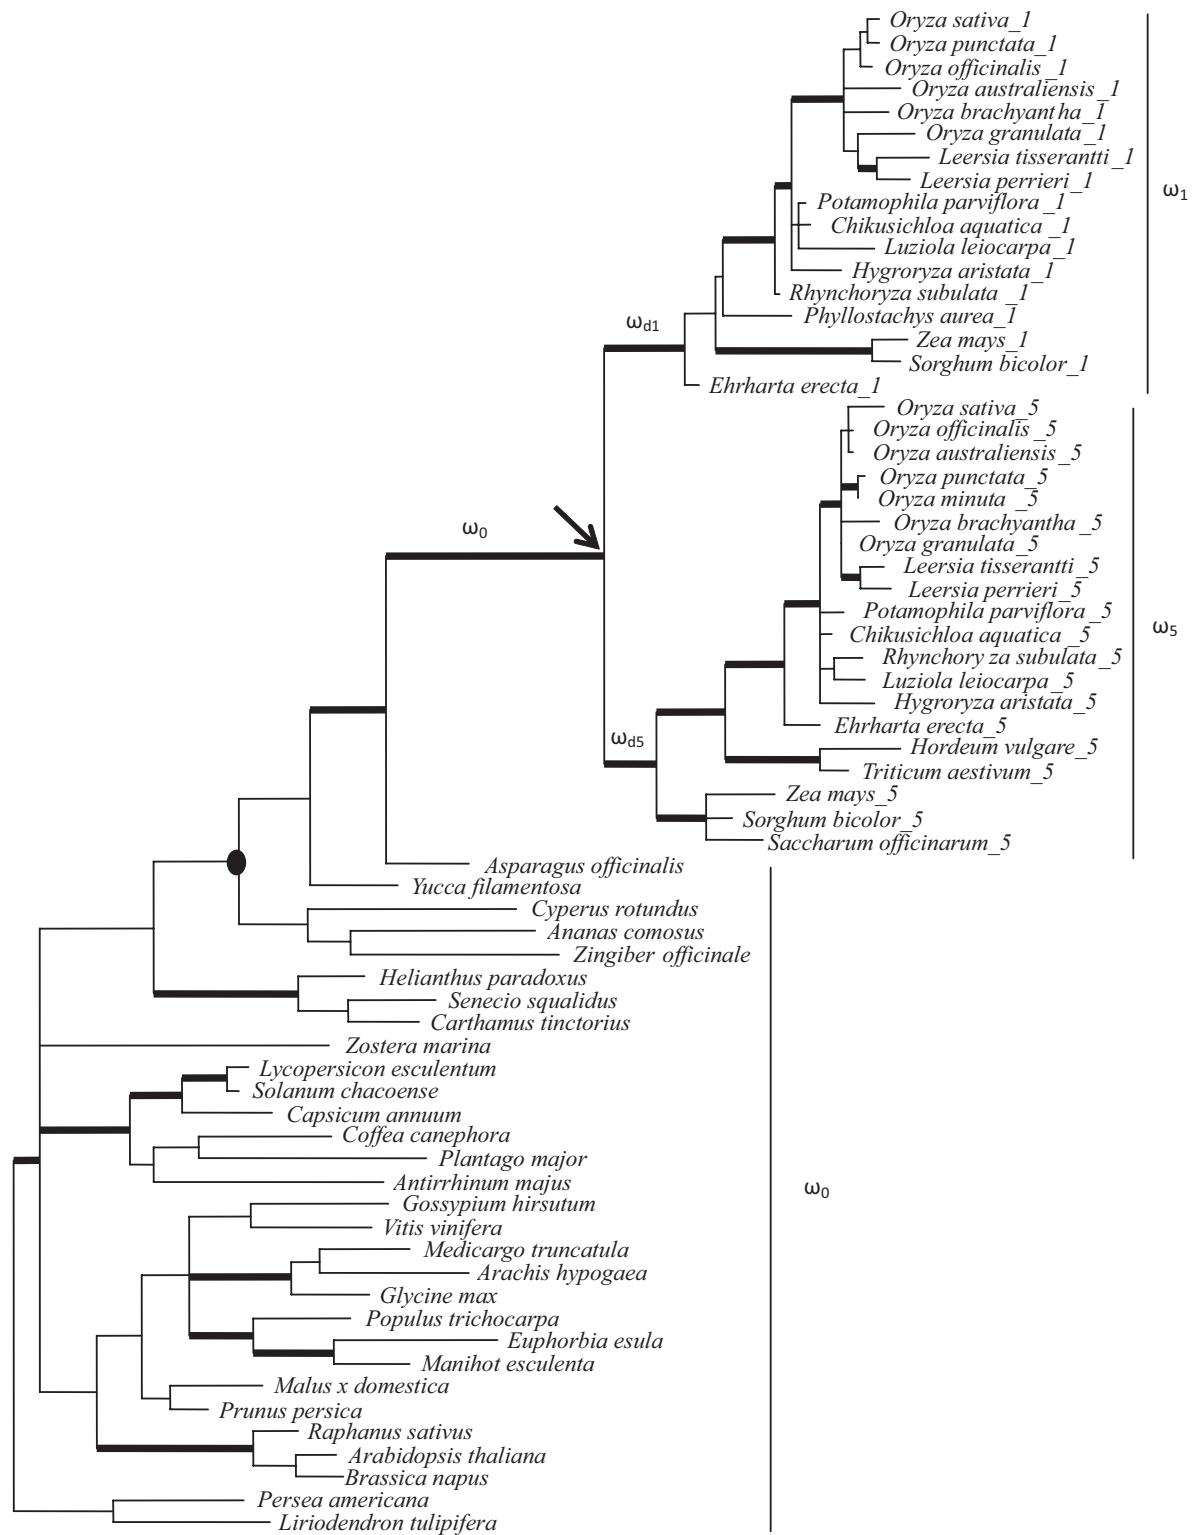 Oryza sativa_1
Oryza punctata_1
Oryza officinalis_1
Oryza australiensis_1
Oryza brachyantha_1
Oryza granulata_1
Leersia tisserantti_1
Leersia perrieri_1
ω1
Potamophila parviflora_1
Chikusichloa aquatica_1
Luziola leiocarpa_1
Hygroryza aristata_1
Rhynchoryza subulata_1
Phyllostachys aurea_1
ωd1
Zea mays_1
Sorghum bicolor_1
Ehrharta erecta_1
Oryza sativa_5
Oryza officinalis_5
Oryza australiensis_5
Oryza punctata_5
Oryza minuta_5
Oryza brachyantha_5
ω0
Oryza granulata_5
Leersia tisserantti_5
Leersia perrieri_5
Potamophila parviflora_5
ω5
Chikusichloa aquatica_5
Rhynchory za subulata_5
Luziola leiocarpa_5
Hygroryza aristata_5
Ehrharta erecta_5
ωd5
Hordeum vulgare_5
Triticum aestivum_5
Zea mays_5
Sorghum bicolor_5
Saccharum officinarum_5
Asparagus officinalis
Yucca filamentosa
Cyperus rotundus
Ananas comosus
Zingiber officinale
Helianthus paradoxus
Senecio squalidus
Carthamus tinctorius
Zostera marina
Lycopersicon esculentum
Solanum chacoense
Capsicum annuum
Coffea canephora
Plantago major
Antirrhinum majus
ω0
Gossypium hirsutum
Vitis vinifera
Medicargo truncatula
Arachis hypogaea
Glycine max
Populus trichocarpa
Euphorbia esula
Manihot esculenta
Malus x domestica
Prunus persica
Raphanus sativus
Arabidopsis thaliana
Brassica napus
Persea americana
Liriodendron tulipifera